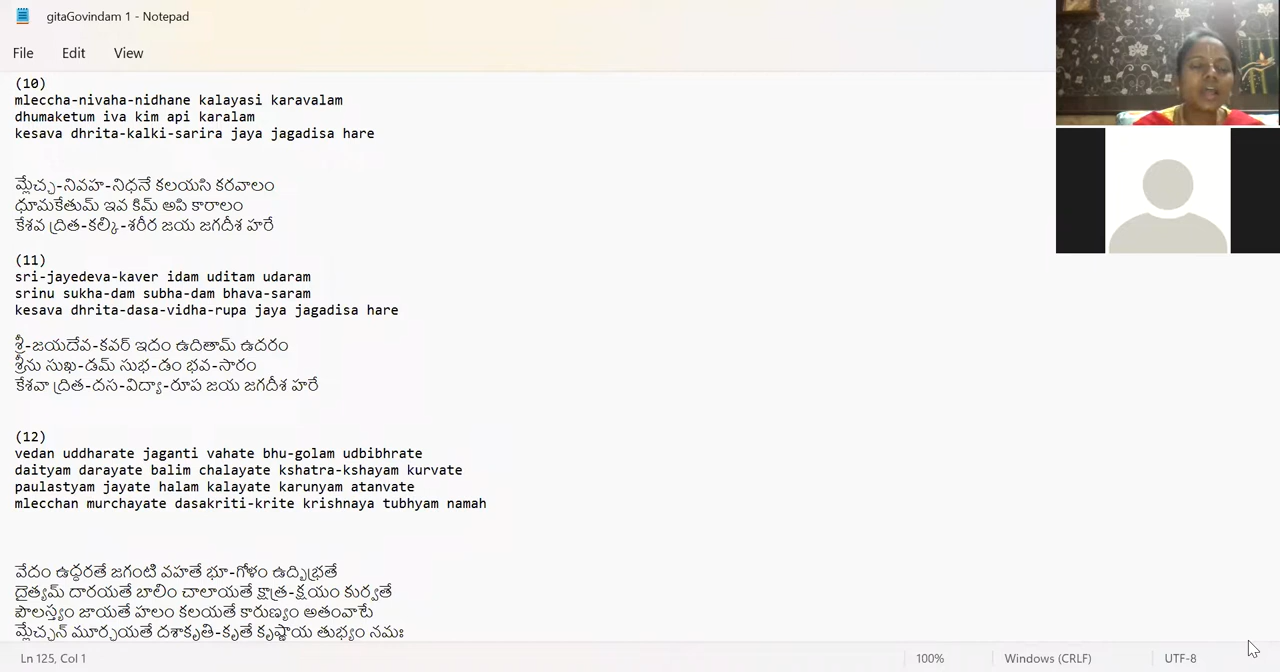 gitaGovindam 1 - Notepad
File Edit View
(10)
mleccha-nivaha-nidhane kalayasi karavalam
dhumaketum iva kim api karalam
kesava dhrita-kalki-sarira jaya jagadisa hare
మ్లేచ్ఛ-నివహ-నిధనే కలయసి కరవాలం
ధూమకేతుమ్ ఇవ కిమ్ అపి కారాలం
కేశవ ద్రిత-కల్కి-శరీర జయ జగదీశ హరే
(11)
sri-jayedeva-kaver idam uditam udaram
srinu sukha-dam subha-dam bhava-saram
kesava dhrita-dasa-vidha-rupa jaya jagadisa hare
శ్రీ-జయదేవ-కవర్ ఇదం ఉదితామ్ ఉదరం
శ్రీను సుఖ-డమ్ సుభ-డం భవ-సారం
కేశవా ద్రిత-దస-విద్యా-రూప జయ జగదీశ హరే
(12)
vedan uddharate jaganti vahate bhu-golam udbibhrate
daityam darayate balim chalayate kshatra-kshayam kurvate
paulastyam jayate halam kalayate karunyam atanvate
mlecchan murchayate dasakriti-krite krishnaya tubhyam namah
వేదం ఉద్ధరతే జగంటి వహతే భూ-గోళం ఉద్బిభ్రతే
దైత్యమ్ దారయతే బాలిం చాలాయతే క్షాత్ర-క్షయం కుర్వతే
పౌలస్త్యం జాయతే హలం కలయతే కారుణ్యం అతంవాటే
మ్లేచ్ఛన్ మూర్ఛయతే దశాకృతి-కృతే కృష్ణాయ తుభ్యం నమః
Ln 125, Col 1 100% Windows (CRLF) UTF-8